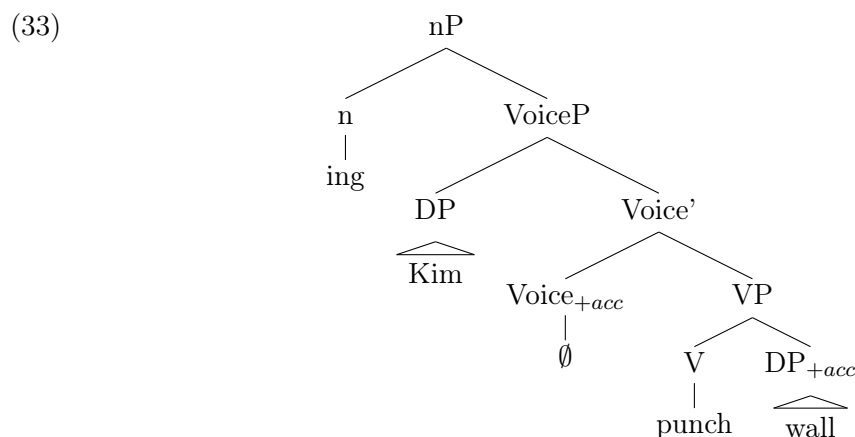 (33) nP
n VoiceP
ing
DP Voice'
Kim
Voice+acc VP
∅ V DP+acc
punch wall